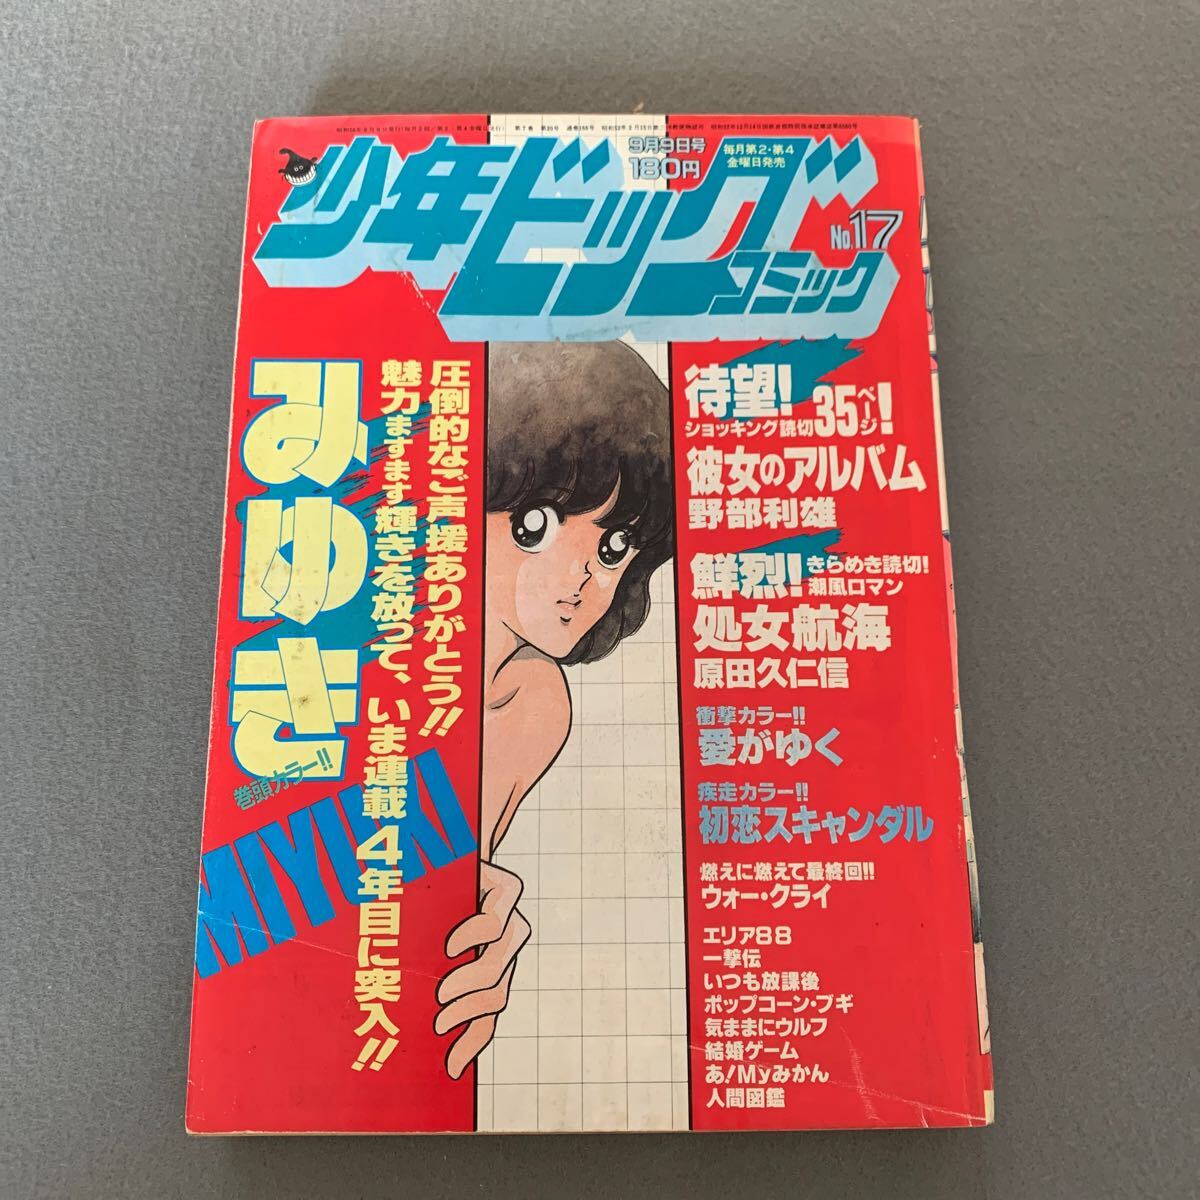 9月9日号
180円
毎月第2・第4
金曜日発売
少年ビッグ
コミック
No.17
みゆき
巻頭カラー!!
MIYUKI
圧倒的なご声援ありがとう!!
魅力ますます輝きを放って、いま連載4年目に突入!!
待望!
ショッキング読切35ページ!
彼女のアルバム
野部利雄
鮮烈!
きらめき読切!
潮風ロマン
処女航海
原田久仁信
衝撃カラー!!
愛がゆく
疾走カラー!!
初恋スキャンダル
燃えに燃えて最終回!!
ウォー・クライ
エリア88
一撃伝
いつも放課後
ポップコーン・ブギ
気ままにウルフ
結婚ゲーム
あ!Myみかん
人間図鑑